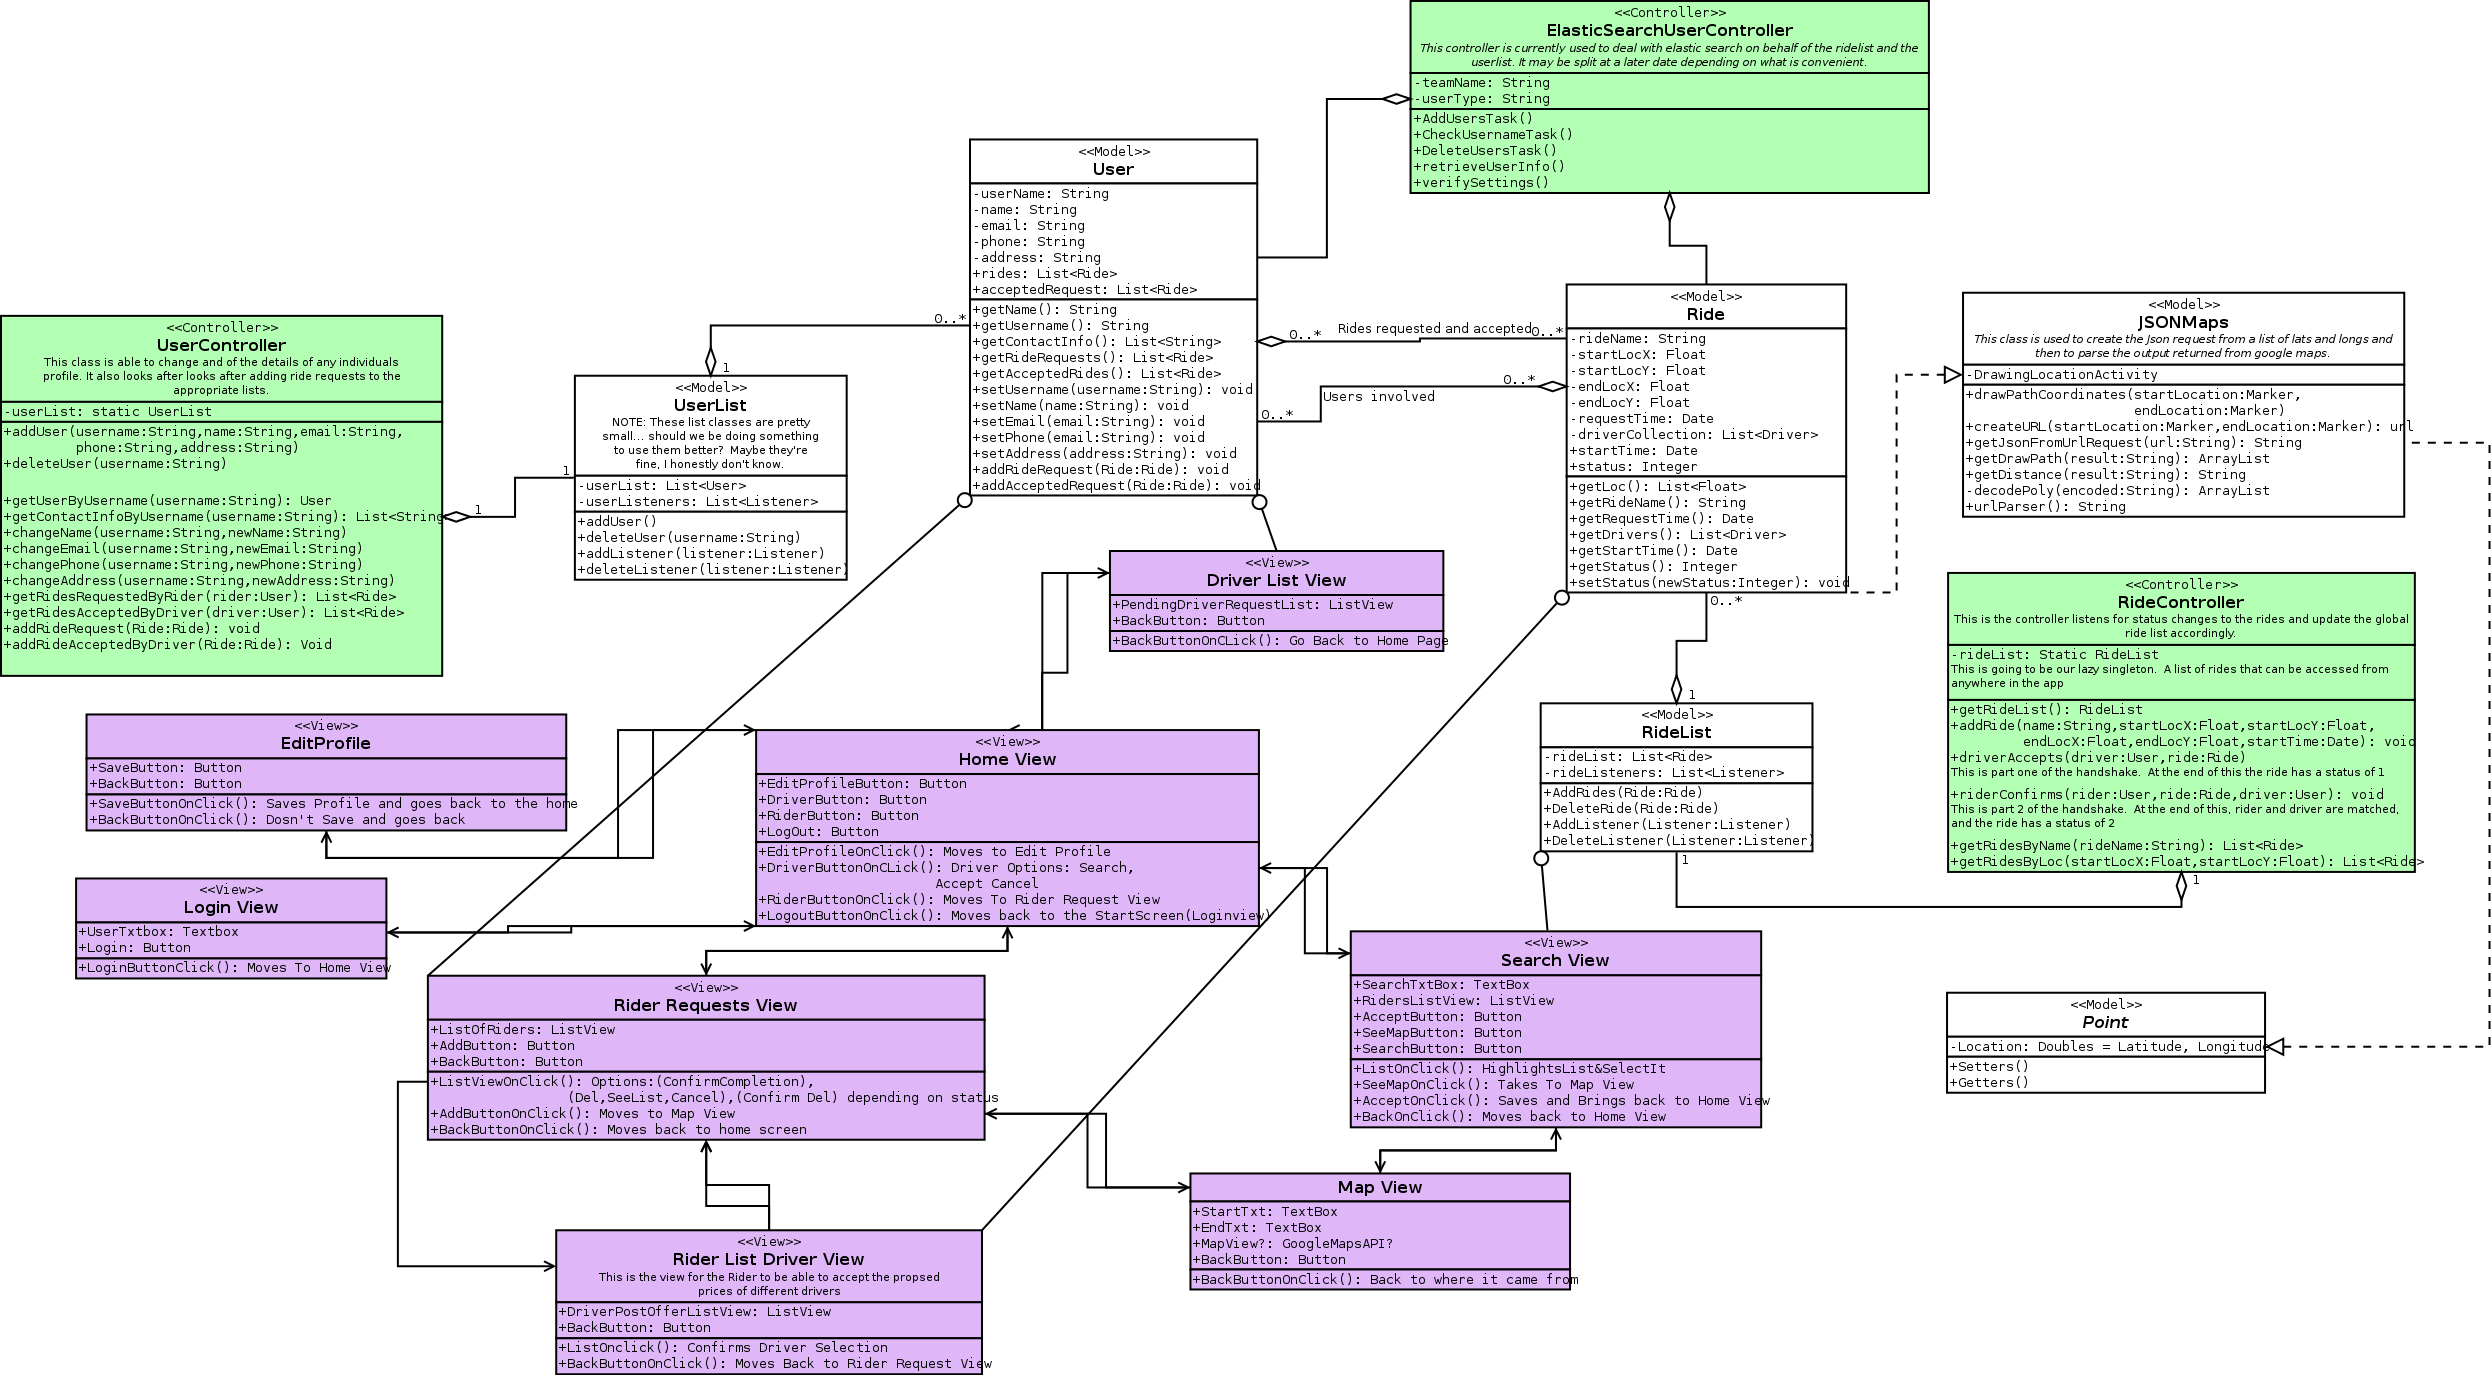 <<Controller>>
ElasticSearchUserController
This controller is currently used to deal with elastic search on behalf of the ridelist and the
userlist. It may be split at a later date depending on what is convenient.
-teamName: String
-userType: String
+AddUsersTask()
+CheckUsernameTask()
+DeleteUsersTask()
+retrieveUserInfo()
+verifySettings()
<<Model>>
User
-userName: String
-name: String
-email: String
-phone: String
-address: String
+rides: List<Ride>
+acceptedRequest: List<Ride>
+getName(): String
+getUsername(): String
+getContactInfo(): List<String>
+getRideRequests(): List<Ride>
+getAcceptedRides(): List<Ride>
+setUsername(username:String): void
+setName(name:String): void
+setEmail(email:String): void
+setPhone(email:String): void
+setAddress(address:String): void
+addRideRequest(Ride:Ride): void
+addAcceptedRequest(Ride:Ride): void
0..*
1
0..*
Rides requested and accepted
0..*
0..*
Users involved
0..*
<<Model>>
Ride
-rideName: String
-startLocX: Float
-startLocY: Float
-endLocX: Float
-endLocY: Float
-requestTime: Date
-driverCollection: List<Driver>
+startTime: Date
+status: Integer
+getLoc(): List<Float>
+getRideName(): String
+getRequestTime(): Date
+getDrivers(): List<Driver>
+getStartTime(): Date
+getStatus(): Integer
+setStatus(newStatus:Integer): void
0..*
1
<<Model>>
JSONMaps
This class is used to create the Json request from a list of lats and longs and
then to parse the output returned from google maps.
-DrawingLocationActivity
+drawPathCoordinates(startLocation:Marker,
endLocation:Marker)
+createURL(startLocation:Marker,endLocation:Marker): url
+getJsonFromUrlRequest(url:String): String
+getDrawPath(result:String): ArrayList
+getDistance(result:String): String
-decodePoly(encoded:String): ArrayList
+urlParser(): String
<<Controller>>
UserController
This class is able to change and of the details of any individuals
profile. It also looks after looks after adding ride requests to the
appropriate lists.
-userList: static UserList
+addUser(username:String,name:String,email:String,
phone:String,address:String)
+deleteUser(username:String)
+getUserByUsername(username:String): User
+getContactInfoByUsername(username:String): List<String
+changeName(username:String,newName:String)
+changeEmail(username:String,newEmail:String)
+changePhone(username:String,newPhone:String)
+changeAddress(username:String,newAddress:String)
+getRidesRequestedByRider(rider:User): List<Ride>
+getRidesAcceptedByDriver(driver:User): List<Ride>
+addRideRequest(Ride:Ride): void
+addRideAcceptedByDriver(Ride:Ride): Void
1
1
<<Model>>
UserList
NOTE: These list classes are pretty
small... should we be doing something
to use them better?  Maybe they're
fine, I honestly don't know.
-userList: List<User>
-userListeners: List<Listener>
+addUser()
+deleteUser(username:String)
+addListener(listener:Listener)
+deleteListener(listener:Listener)
<<View>>
Driver List View
+PendingDriverRequestList: ListView
+BackButton: Button
+BackButtonOnCLick(): Go Back to Home Page
<<Controller>>
RideController
This is the controller listens for status changes to the rides and update the global
ride list accordingly.
-rideList: Static RideList
This is going to be our lazy singleton.  A list of rides that can be accessed from
anywhere in the app
+getRideList(): RideList
+addRide(name:String,startLocX:Float,startLocY:Float,
endLocX:Float,endLocY:Float,startTime:Date): void
+driverAccepts(driver:User,ride:Ride)
This is part one of the handshake.  At the end of this the ride has a status of 1
+riderConfirms(rider:User,ride:Ride,driver:User): void
This is part 2 of the handshake.  At the end of this, rider and driver are matched,
and the ride has a status of 2
+getRidesByName(rideName:String): List<Ride>
+getRidesByLoc(startLocX:Float,startLocY:Float): List<Ride>
1
<<Model>>
RideList
-rideList: List<Ride>
-rideListeners: List<Listener>
+AddRides(Ride:Ride)
+DeleteRide(Ride:Ride)
+AddListener(Listener:Listener)
+DeleteListener(Listener:Listener)
1
<<View>>
EditProfile
+SaveButton: Button
+BackButton: Button
+SaveButtonOnClick(): Saves Profile and goes back to the home
+BackButtonOnClick(): Dosn't Save and goes back
<<View>>
Home View
+EditProfileButton: Button
+DriverButton: Button
+RiderButton: Button
+LogOut: Button
+EditProfileOnClick(): Moves to Edit Profile
+DriverButtonOnCLick(): Driver Options: Search,
Accept Cancel
+RiderButtonOnClick(): Moves To Rider Request View
+LogoutButtonOnClick(): Moves back to the StartScreen(Loginview)
<<View>>
Login View
+UserTxtbox: Textbox
+Login: Button
+LoginButtonClick(): Moves To Home View
<<View>>
Rider Requests View
+ListOfRiders: ListView
+AddButton: Button
+BackButton: Button
+ListViewOnClick(): Options:(ConfirmCompletion),
(Del,SeeList,Cancel),(Confirm Del) depending on status
+AddButtonOnClick(): Moves to Map View
+BackButtonOnClick(): Moves back to home screen
<<View>>
Search View
+SearchTxtBox: TextBox
+RidersListView: ListView
+AcceptButton: Button
+SeeMapButton: Button
+SearchButton: Button
+ListOnClick(): HighlightsList&SelectIt
+SeeMapOnClick(): Takes To Map View
+AcceptOnClick(): Saves and Brings back to Home View
+BackOnClick(): Moves back to Home View
<<Model>>
Point
-Location: Doubles = Latitude, Longitude
+Setters()
+Getters()
Map View
+StartTxt: TextBox
+EndTxt: TextBox
+MapView?: GoogleMapsAPI?
+BackButton: Button
+BackButtonOnClick(): Back to where it came from
<<View>>
Rider List Driver View
This is the view for the Rider to be able to accept the propsed
prices of different drivers
+DriverPostOfferListView: ListView
+BackButton: Button
+ListOnclick(): Confirms Driver Selection
+BackButtonOnClick(): Moves Back to Rider Request View